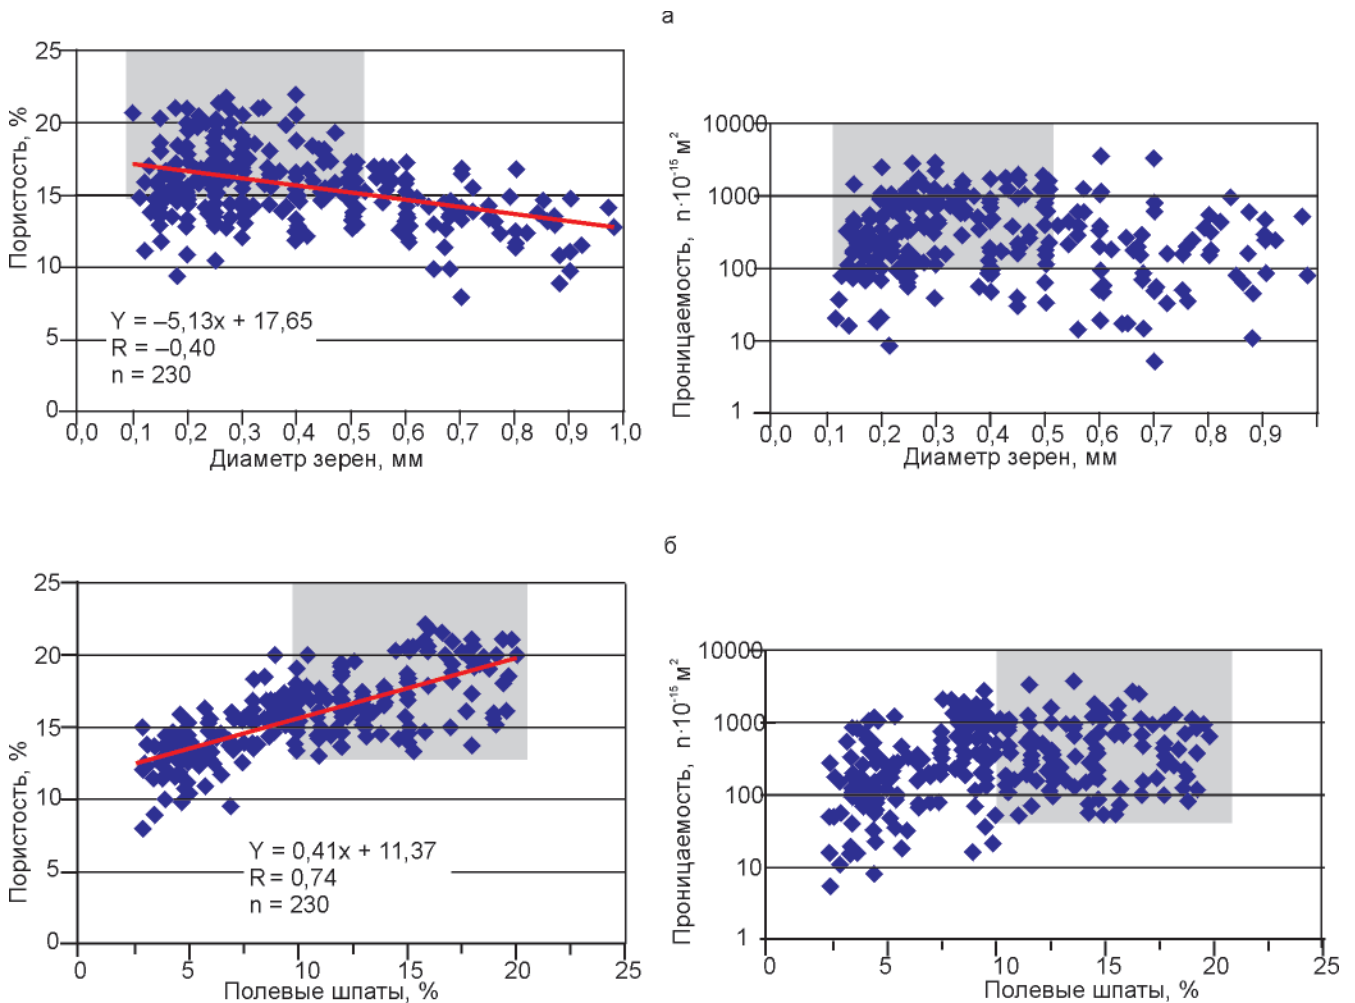 а
Пористость, %
25
20
15
10
5
0
Y = –5,13x + 17,65
R = –0,40
n = 230
0,0 0,1 0,2 0,3 0,4 0,5 0,6 0,7 0,8 0,9 1,0
Диаметр зерен, мм
Проницаемость, n·10⁻¹⁵ м²
10000
1000
100
10
1
0,0 0,1 0,2 0,3 0,4 0,5 0,6 0,7 0,8 0,9
Диаметр зерен, мм
б
Пористость, %
25
20
15
10
5
0
Y = 0,41x + 11,37
R = 0,74
n = 230
0 5 10 15 20 25
Полевые шпаты, %
Проницаемость, n·10⁻¹⁵ м²
10000
1000
100
10
1
0 5 10 15 20 25
Полевые шпаты, %